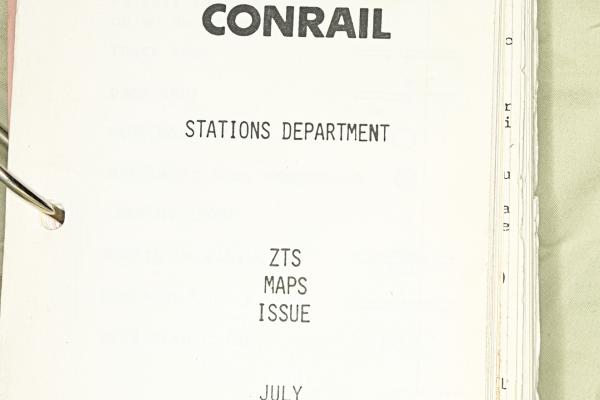 CONRAIL
STATIONS DEPARTMENT
ZTS
MAPS
ISSUE
JULY